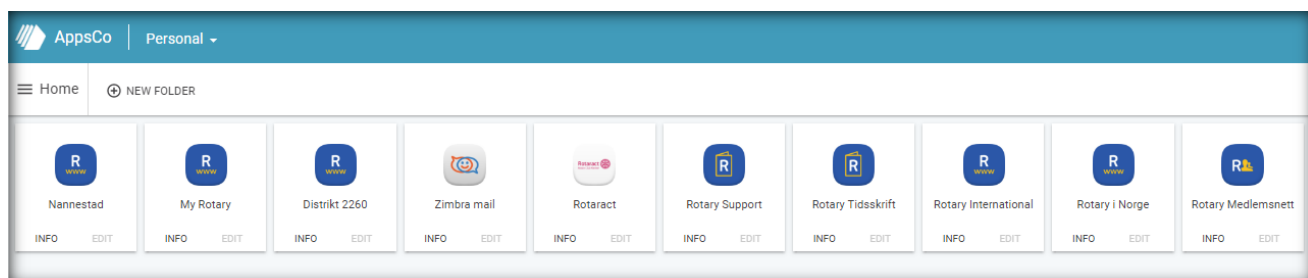 AppsCo Personal
Home NEW FOLDER
R www R www R www Rotaract R R R www R www R
Nannestad My Rotary Distrikt 2260 Zimbra mail Rotaract Rotary Support Rotary Tidsskrift Rotary International Rotary i Norge Rotary Medlemsnett
INFO EDIT INFO EDIT INFO EDIT INFO EDIT INFO EDIT INFO EDIT INFO EDIT INFO EDIT INFO EDIT INFO EDIT